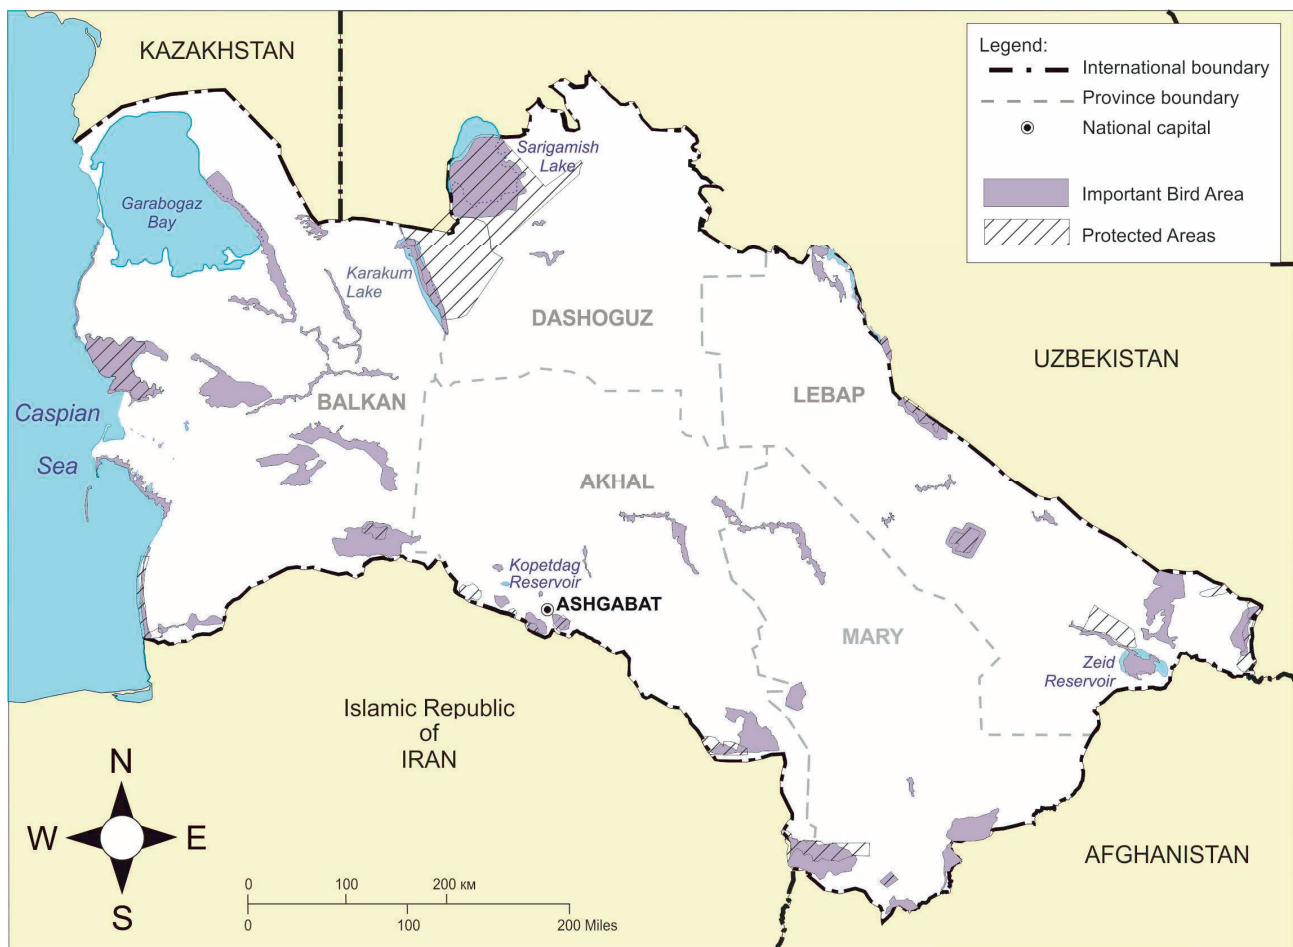 KAZAKHSTAN
Legend:
International boundary
Province boundary
National capital
Important Bird Area
Protected Areas
Sarigamish
Lake
Garabogaz
Bay
Karakum
Lake
DASHOGUZ
UZBEKISTAN
BALKAN
LEBAP
Caspian
Sea
AKHAL
Kopetdag
Reservoir
ASHGABAT
MARY
Zeid
Reservoir
Islamic Republic
of
IRAN
AFGHANISTAN
N
W
E
S
0
100
200 км
0
100
200 Miles